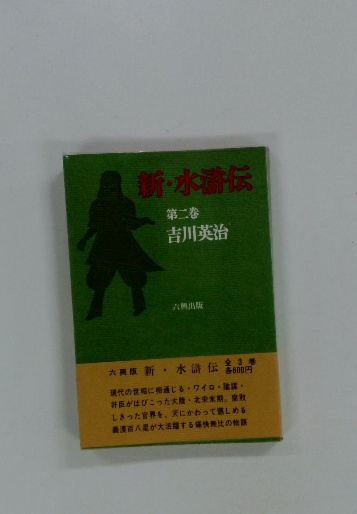 新・水滸伝
第二巻
吉川英治
六興出版
六興版 新・水滸伝 全3巻 各600円
現代の世相に相通じる・ワイロ・陰謀・
奸臣がはびこった大陸・北宋末期。腐敗
しきった官界を、天にかわって懲しめる
義漢百八星が大活躍する痛快無比の物語